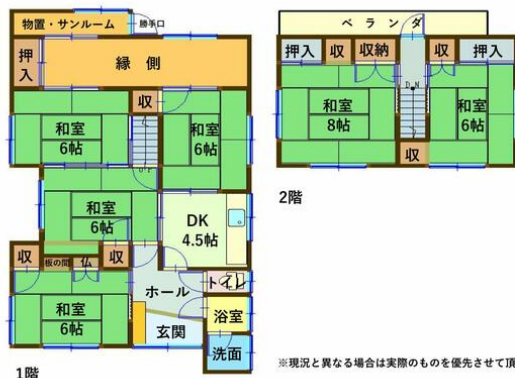 物置・サンルーム
勝手口
押入
縁側
収
和室
6帖
和室
6帖
UP
和室
6帖
DK
4.5帖
収
板の間
仏
収
ホール
トイレ
和室
6帖
玄関
浴室
洗面
1階
ベランダ
押入
収
収納
収
押入
DN
和室
8帖
和室
6帖
収
2階
※現況と異なる場合は実際のものを優先させて頂